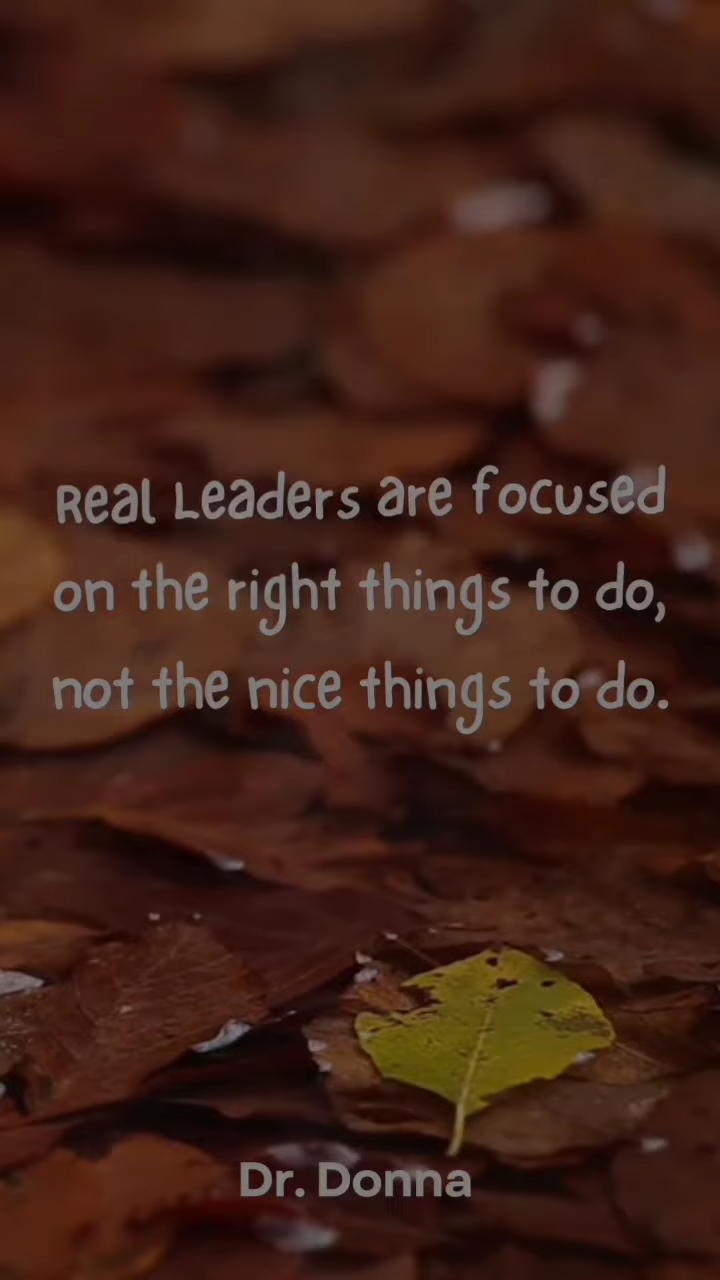 Real Leaders are focused
on the right things to do,
not the nice things to do.
Dr. Donna